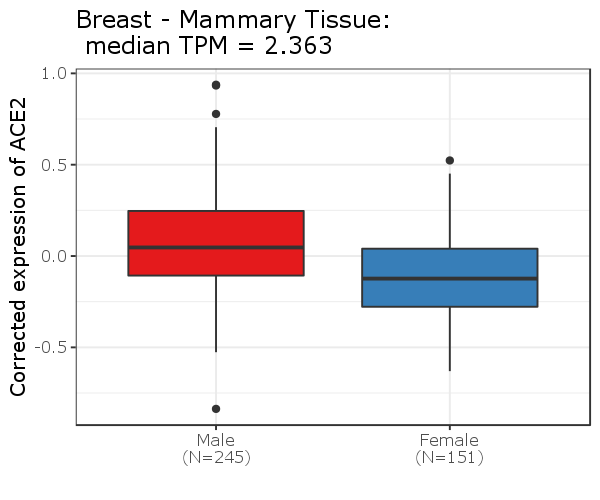 Breast - Mammary Tissue:
median TPM = 2.363
Corrected expression of ACE2
1.0
0.5
0.0
-0.5
Male
(N=245)
Female
(N=151)